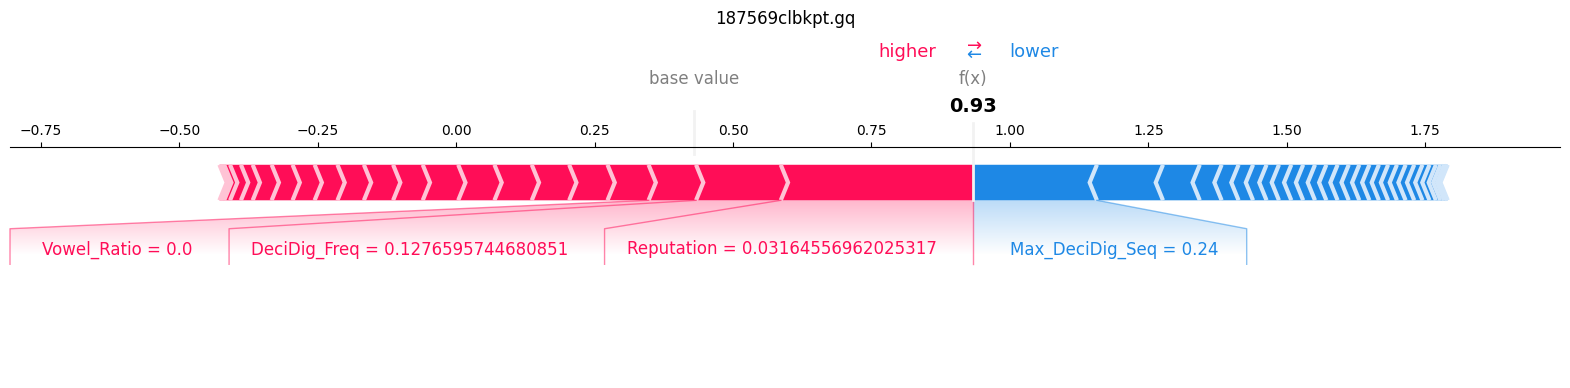 187569clbkpt.gq
higher → ← lower
base value f(x)
0.93
−0.75 −0.50 −0.25 0.00 0.25 0.50 0.75 1.00 1.25 1.50 1.75
Vowel_Ratio = 0.0 DeciDig_Freq = 0.1276595744680851 Reputation = 0.03164556962025317 Max_DeciDig_Seq = 0.24